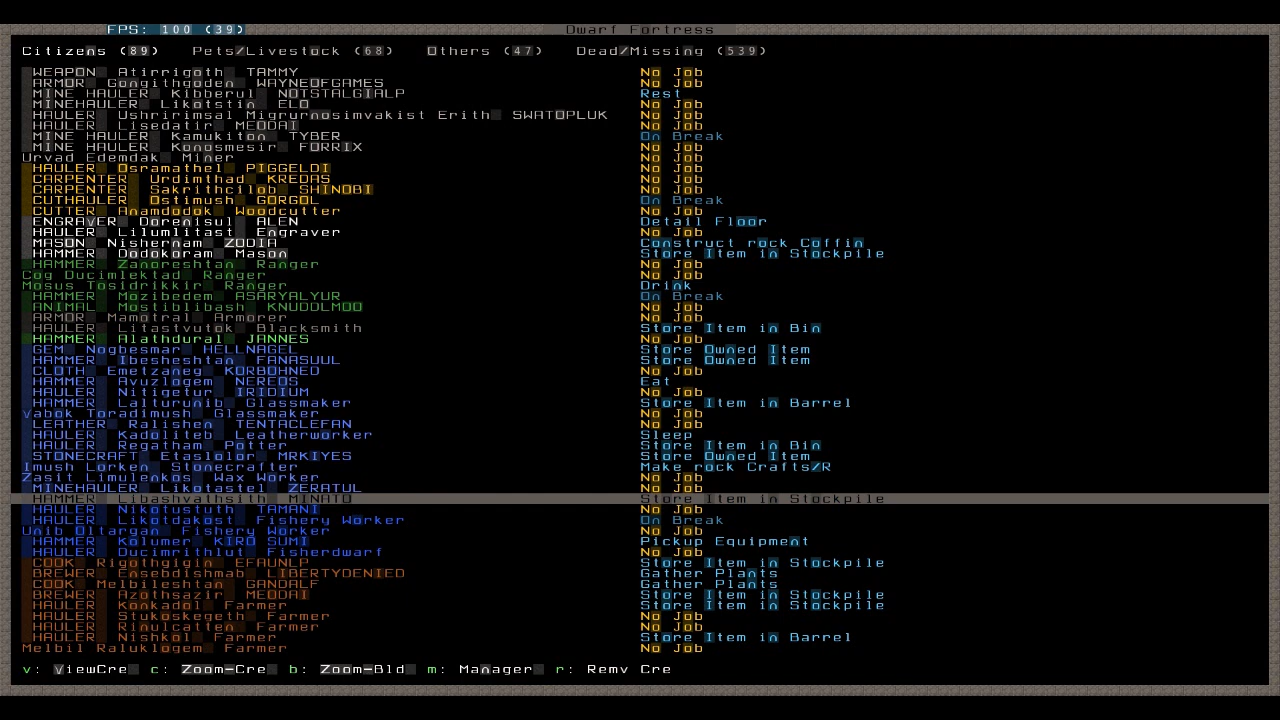 FPS: 100 (39) Dwarf Fortress
Citizens (89) Pets/Livestock (68) Others (47) Dead/Missing (539)
WEAPON Atirrigoth TAMMY No Job
ARMOR Gongithgoden WAYNEOFGAMES No Job
MINE HAULER Kibberul NOTSTALGIALP Rest
MINEHAULER Likotstin ELO No Job
HAULER Ushririmsal Migrurnosimvakist Erith SWATOPLUK No Job
HAULER Lisedatir MEODAI No Job
MINE HAULER Kamukiton TYBER On Break
MINE HAULER Konosmesir FORRIX No Job
Urvad Edemdak Miner No Job
HAULER Osramathel PIGGELDI No Job
CARPENTER Urdimthad KREDAS No Job
CARPENTER Sakrithcilob SHINOBI No Job
CUTHAULER Ostimush GORGOL On Break
CUTTER Anamdodok Woodcutter No Job
ENGRAVER Dorenisul ALEN Detail Floor
HAULER Lilumlitasi Engraver No Job
MASON Nishernam ZODIA Construct rock Coffin
HAMMER Dodokoram Mason Store Item in Stockpile
HAMMER Zanoreshtan Ranger No Job
Cog Ducimlektad Ranger No Job
Mosus Tosidrikkir Ranger Drink
HAMMER Mozibedem ASARYALYUR On Break
ANIMAL Mostiblibash KNUDDLMOO No Job
ARMOR Mamotral Armorer No Job
HAULER Litastvutok Blacksmith Store Item in Bin
HAMMER Alathdural JANNES No Job
GEM Nogbesmar HELLNAGEL Store Owned Item
HAMMER Ibesheshtan FANASUUL Store Owned Item
CLOTH Emetzaneg KORBOHNED No Job
HAMMER Avuzlogem NEREOS Eat
HAULER Nitigetur IRIDIUM No Job
HAMMER Lalturunib Glassmaker Store Item in Barrel
Vabok Toradimush Glassmaker No Job
LEATHER Ralishen TENTACLEFAN No Job
HAULER Kadoliteb Leatherworker Sleep
HAULER Regatham Potter Store Item in Bin
STONECRAFT Etaslolor MRKIYES Store Owned Item
Imush Lorken Stonecrafter Make rock Crafts/R
Zasit Limulenkos Wax Worker No Job
MINEHAULER Likotastel ZERATUL No Job
HAMMER Libashvathsith MINATO Store Item in Stockpile
HAULER Nikotustuth TAMANI No Job
HAULER Likotdakost Fishery Worker On Break
Unib Oltargan Fishery Worker No Job
HAMMER Kolumer KIRO SUMI Pickup Equipment
HAULER Ducimrithlut Fisherdwarf No Job
COOK Rigothgigin EFAUNLP Store Item in Stockpile
BREWER Ensebdishmab LIBERTYDENIED Gather Plants
COOK Melbileshtan GANDALF Gather Plants
BREWER Azothsazir MEODAI Store Item in Stockpile
HAULER Konkadol Farmer Store Item in Stockpile
HAULER Stukoskegeth Farmer No Job
HAULER Rinulcatten Farmer No Job
HAULER Nishkol Farmer Store Item in Barrel
Melbil Raluklogem Farmer No Job
v: ViewCre c: Zoom-Cre b: Zoom-Bld m: Manager r: Remv Cre